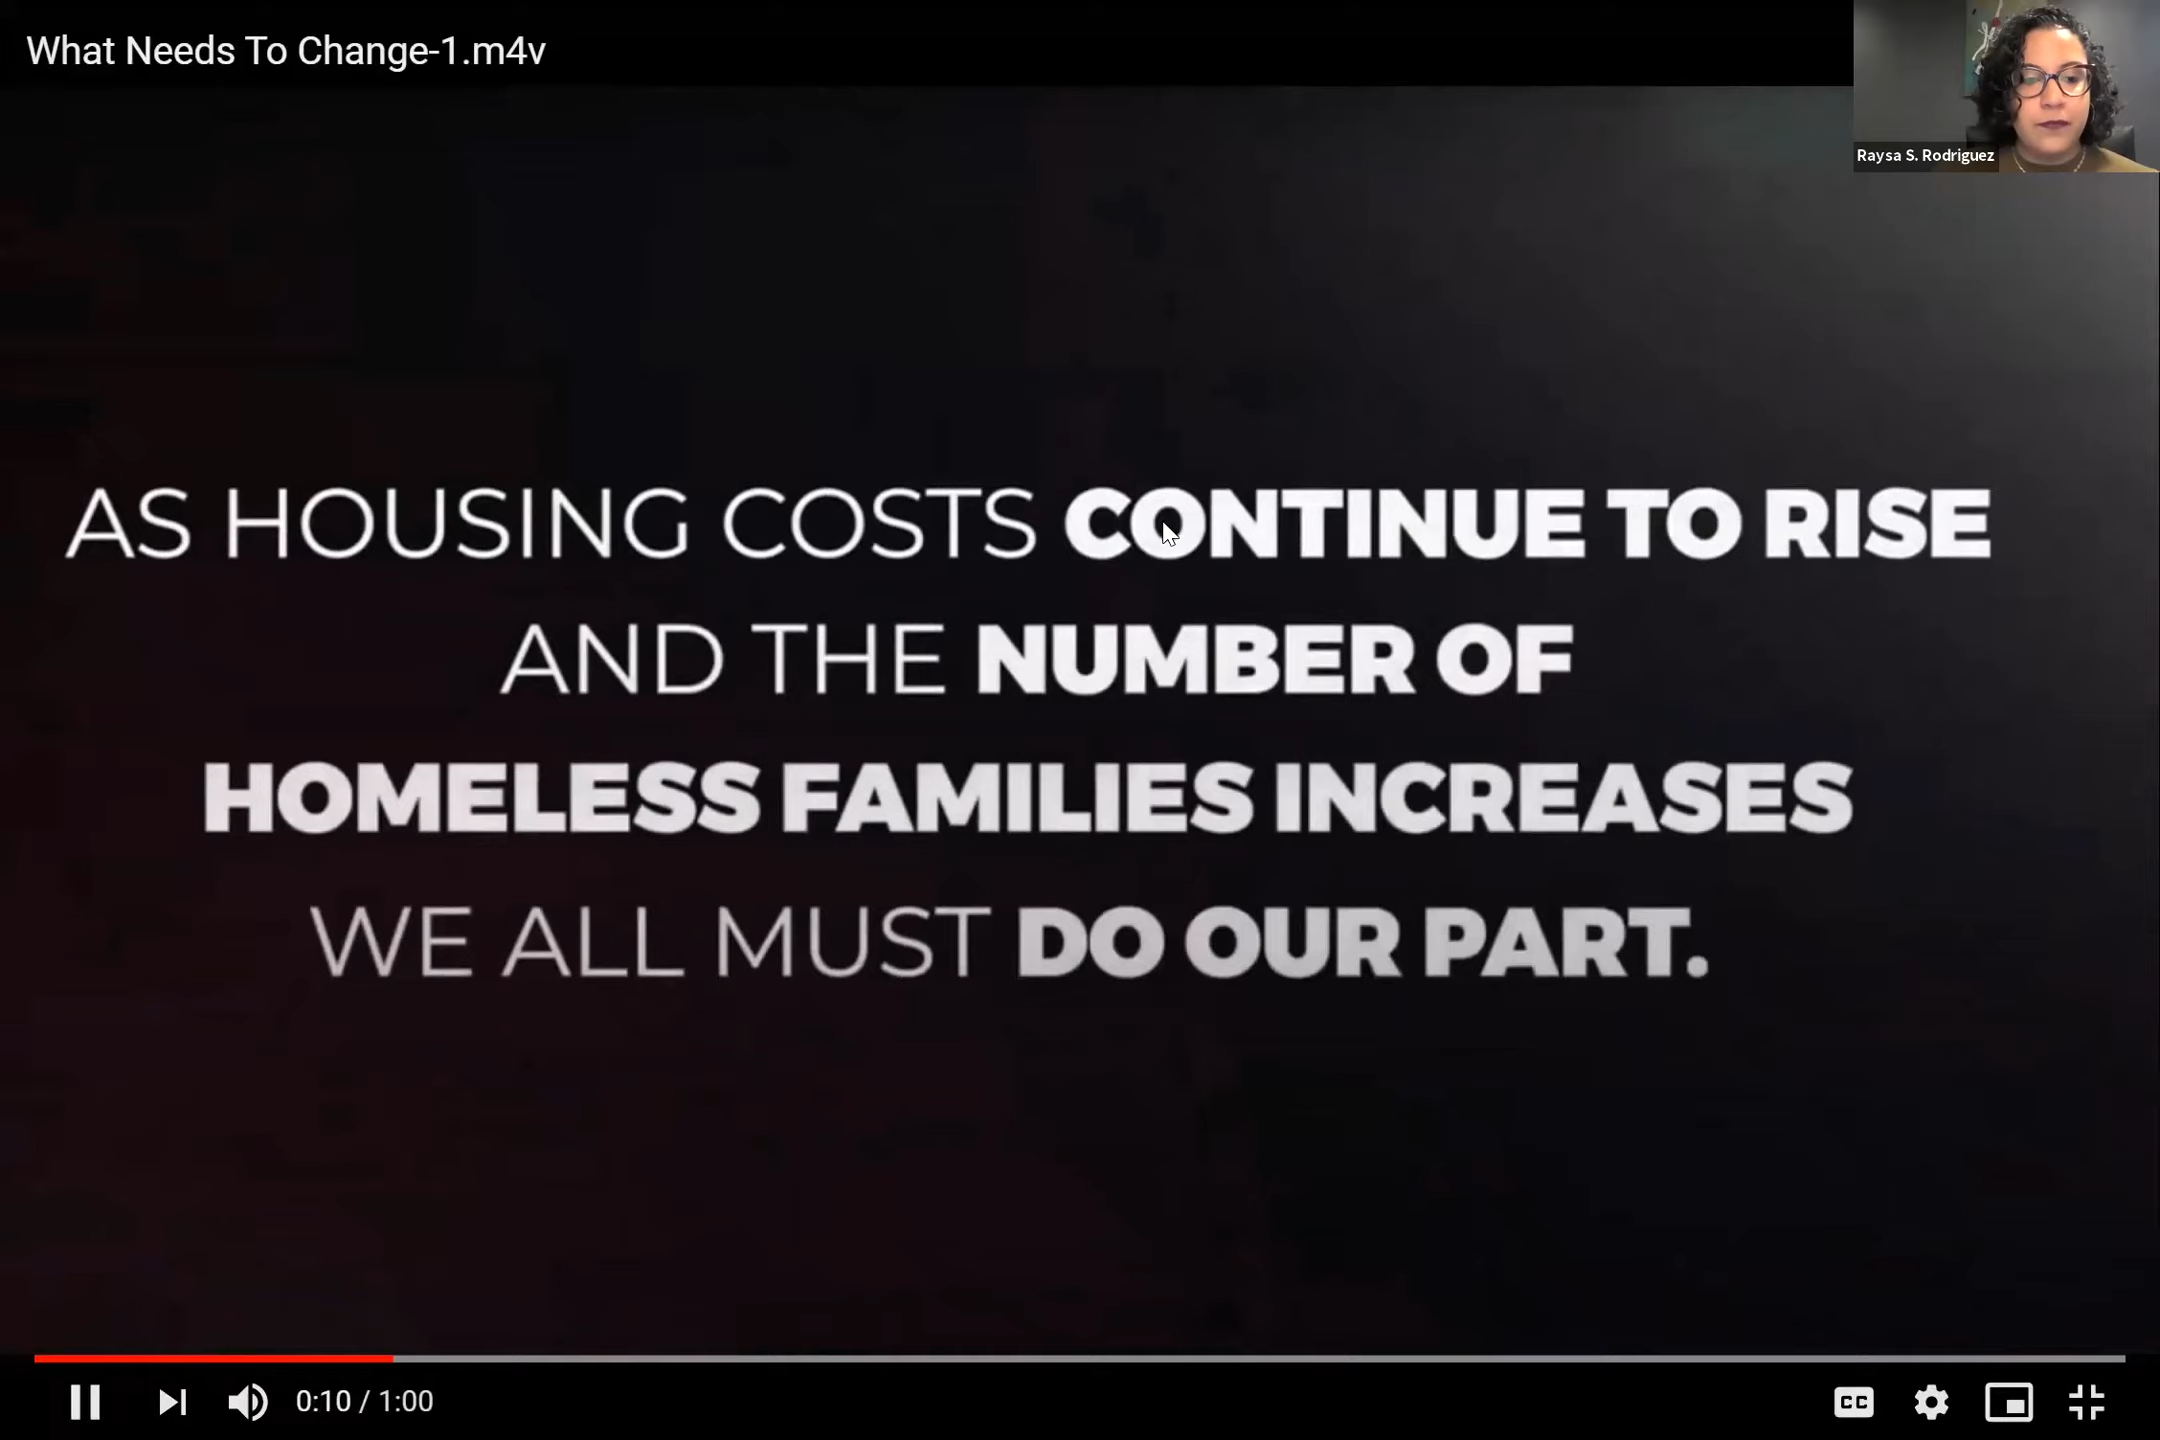 What Needs To Change-1.m4v
Raysa S. Rodriguez
AS HOUSING COSTS CONTINUE TO RISE
AND THE NUMBER OF
HOMELESS FAMILIES INCREASES
WE ALL MUST DO OUR PART.
0:10 / 1:00
CC